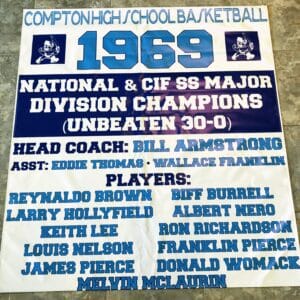 COMPTON HIGH SCHOOL BASKETBALL
1969
NATIONAL & CIF SS MAJOR
DIVISION CHAMPIONS
(UNBEATEN 30-0)
HEAD COACH: BILL ARMSTRONG
ASST: EDDIE THOMAS • WALLACE FRANKLIN
PLAYERS:
REYNALDO BROWN BIFF BURRELL
LARRY HOLLYFIELD ALBERT NERO
KEITH LEE RON RICHARDSON
LOUIS NELSON FRANKLIN PIERCE
JAMES PIERCE DONALD WOMACK
MELVIN MCLAURIN